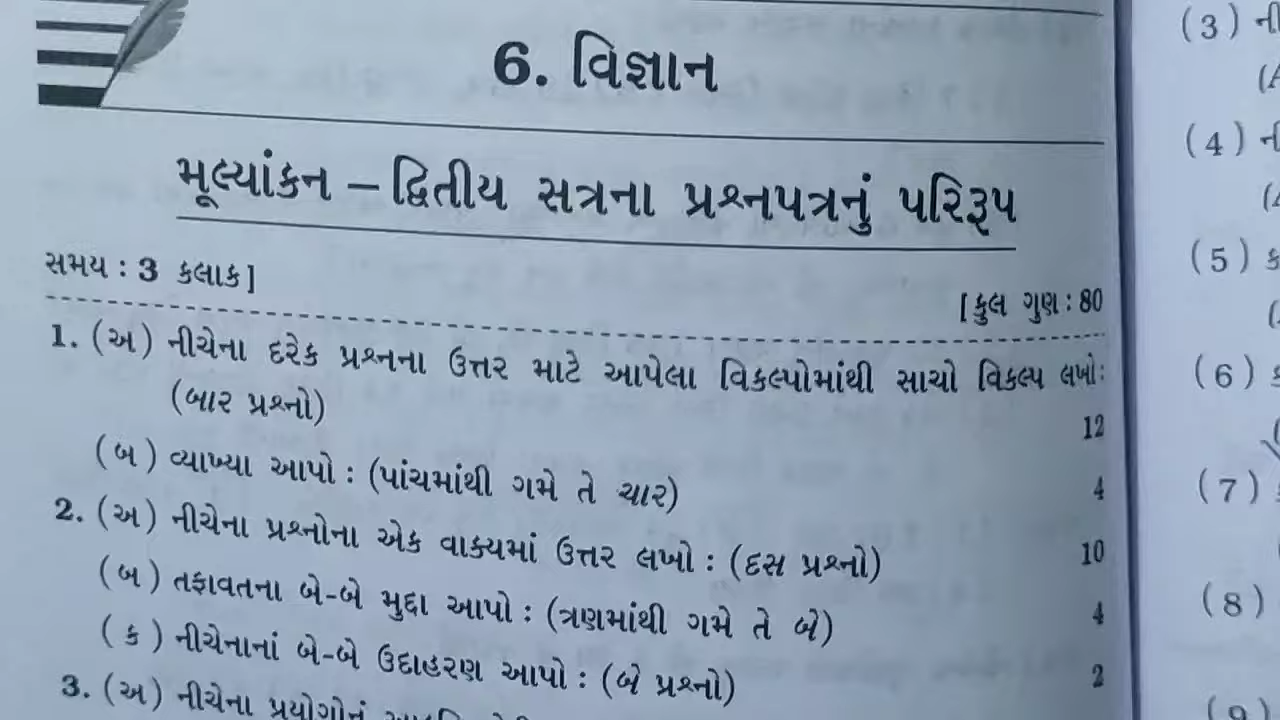 6. વિજ્ઞાન
મૂલ્યાંકન – દ્વિતીય સત્રના પ્રશ્નપત્રનું પરિરૂપ
સમય : 3 કલાક]
[કુલ ગુણ : 80
1. (અ) નીચેના દરેક પ્રશ્નના ઉત્તર માટે આપેલા વિકલ્પોમાંથી સાચો વિકલ્પ લખો :
(બાર પ્રશ્નો) 12
(બ) વ્યાખ્યા આપો : (પાંચમાંથી ગમે તે ચાર) 4
2. (અ) નીચેના પ્રશ્નોના એક વાક્યમાં ઉત્તર લખો : (દસ પ્રશ્નો) 10
(બ) તફાવતના બે-બે મુદ્દા આપો : (ત્રણમાંથી ગમે તે બે) 4
(ક) નીચેનાનાં બે-બે ઉદાહરણ આપો : (બે પ્રશ્નો) 2
3. (અ) નીચેના પ્રયોગોનું
(3) ની
(4)
(5) ક
(6)
(7)
(8)
(9)